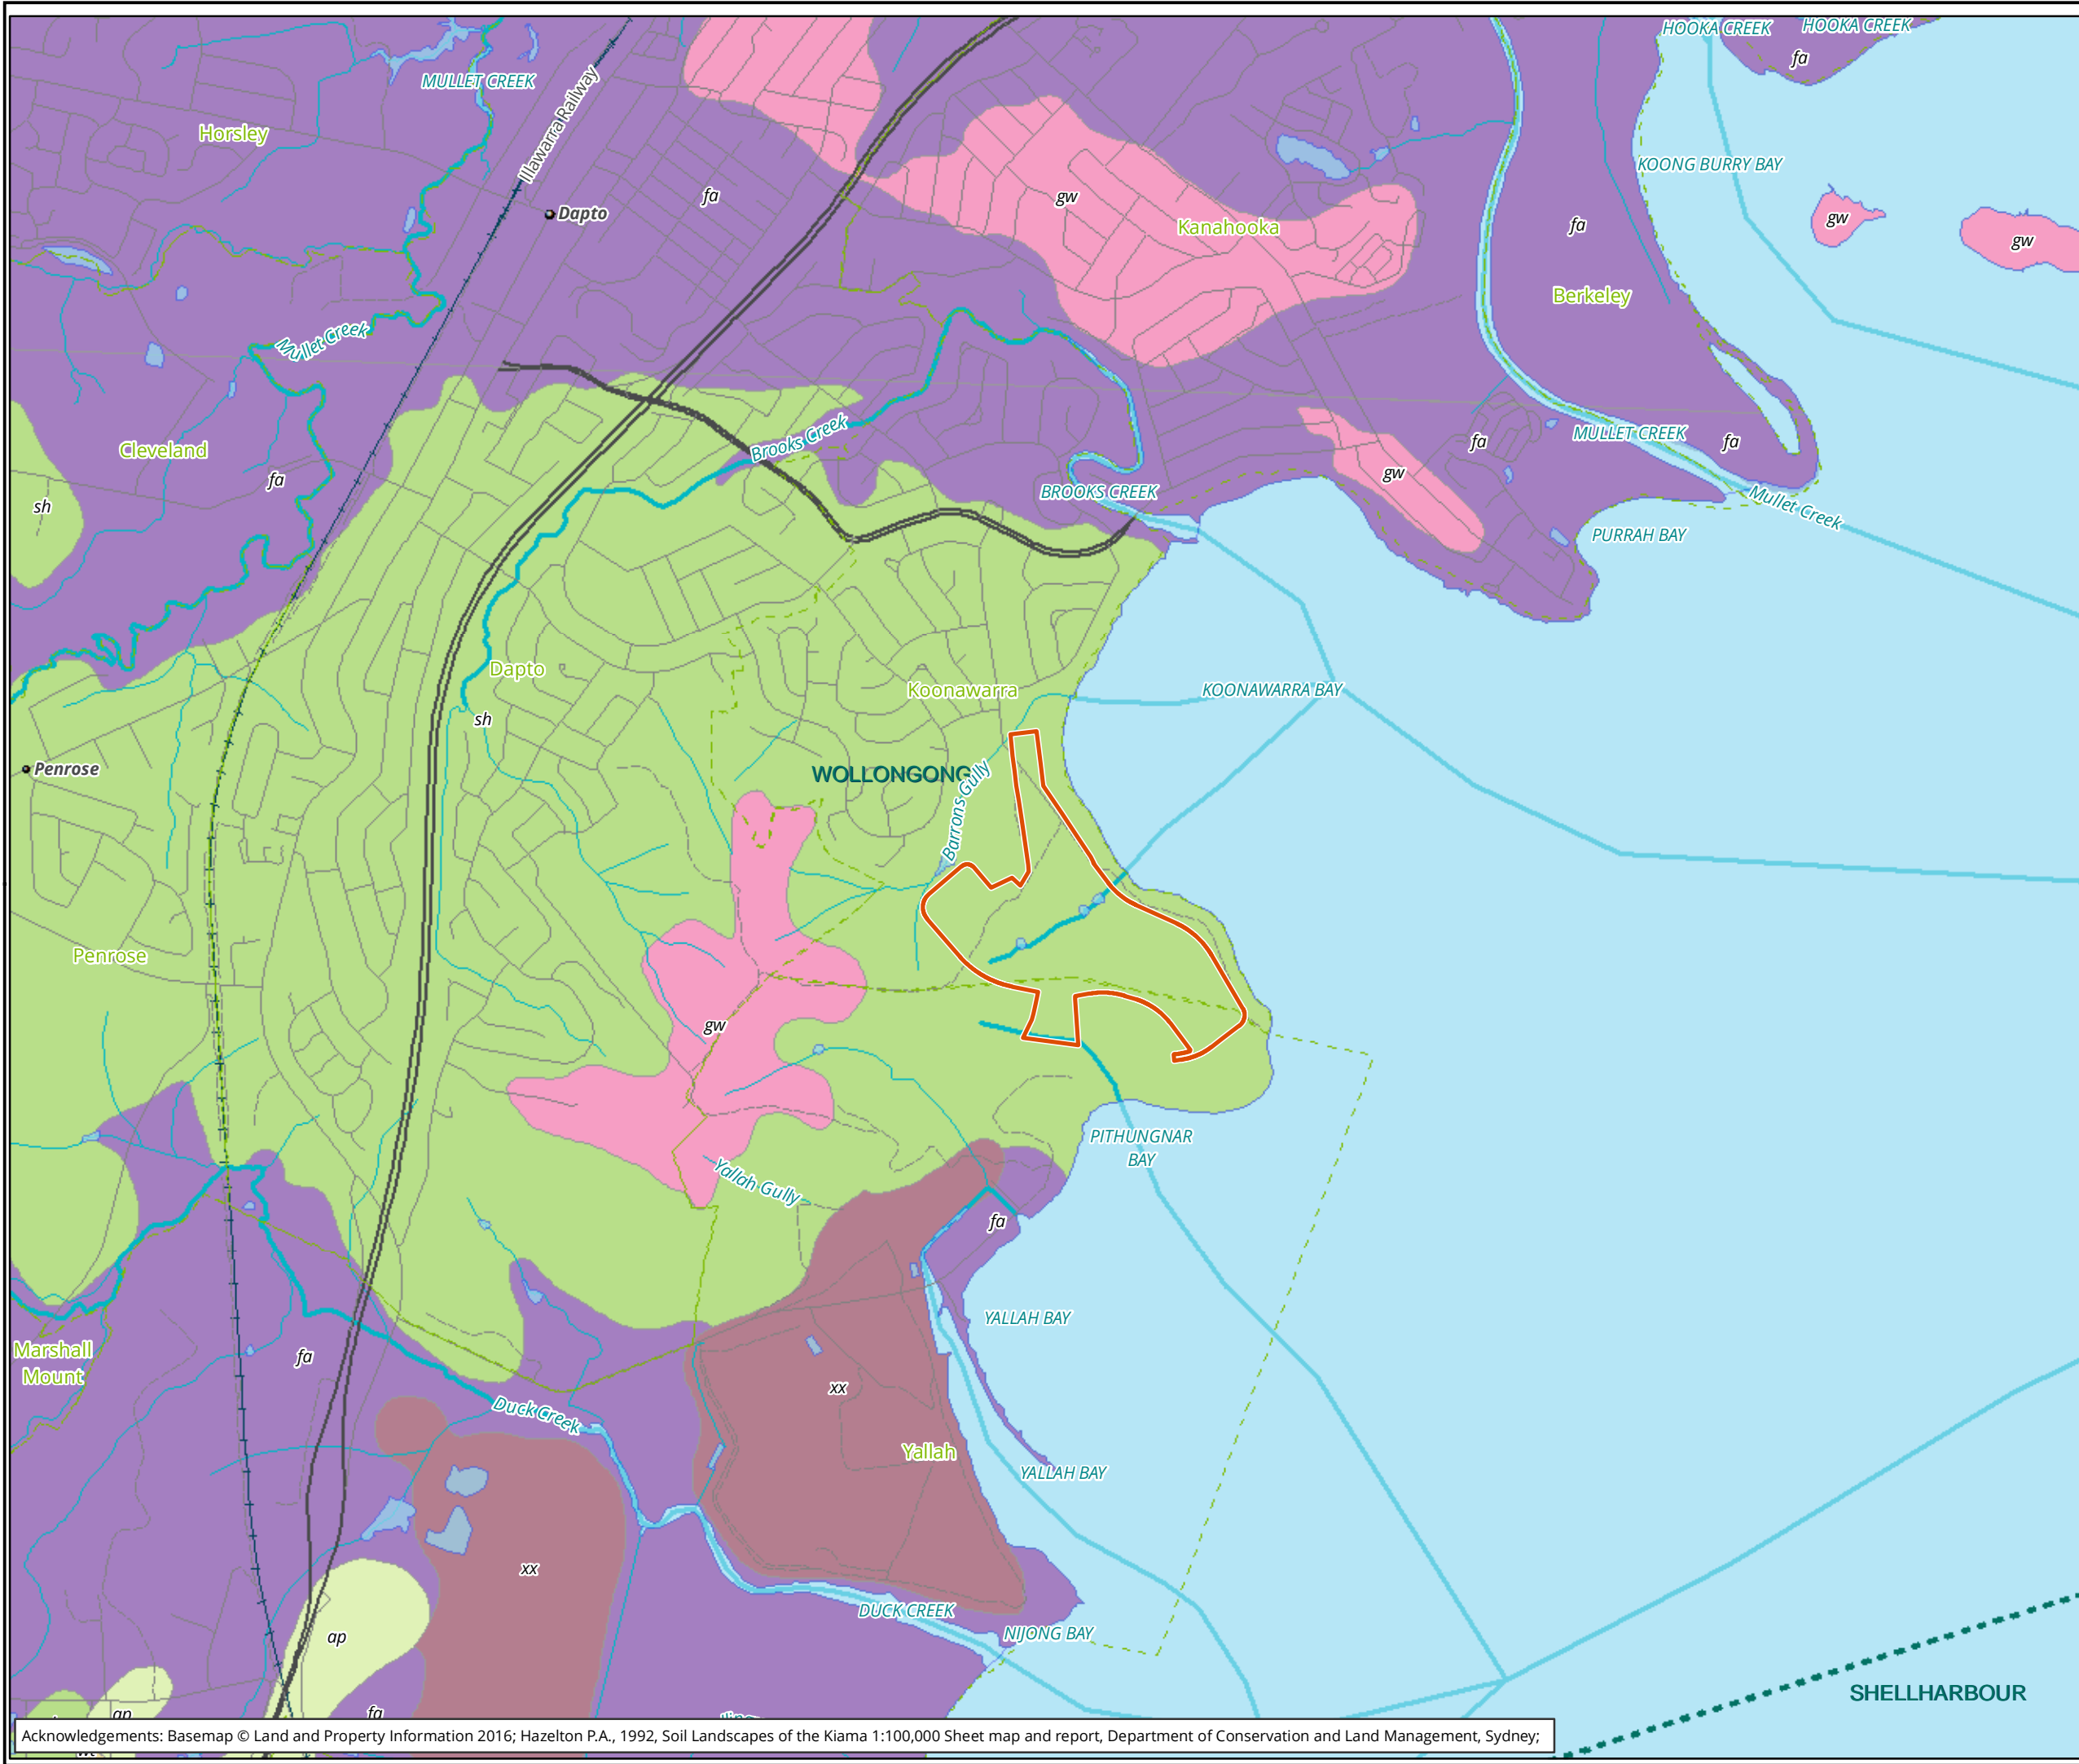 HOOKA CREEK
HOOKA CREEK
fa
MULLET CREEK
Illawarra Railway
Horsley
KOONG BURRY BAY
fa
gw
Dapto
Kanahooka
fa
gw
gw
Berkeley
Mullet Creek
Brooks Creek
MULLET CREEK
fa
fa
Cleveland
gw
fa
BROOKS CREEK
Mullet Creek
sh
PURRAH BAY
Dapto
Koonawarra
KOONAWARRA BAY
sh
Penrose
WOLLONGONG
Barrons Gully
Penrose
gw
PITHUNGNAR
BAY
Yallah Gully
fa
YALLAH BAY
Marshall
Mount
fa
xx
Duck Creek
Yallah
YALLAH BAY
xx
DUCK CREEK
NIJONG BAY
ap
SHELLHARBOUR
ap
fa
Acknowledgements: Basemap © Land and Property Information 2016; Hazelton P.A., 1992, Soil Landscapes of the Kiama 1:100,000 Sheet map and report, Department of Conservation and Land Management, Sydney;